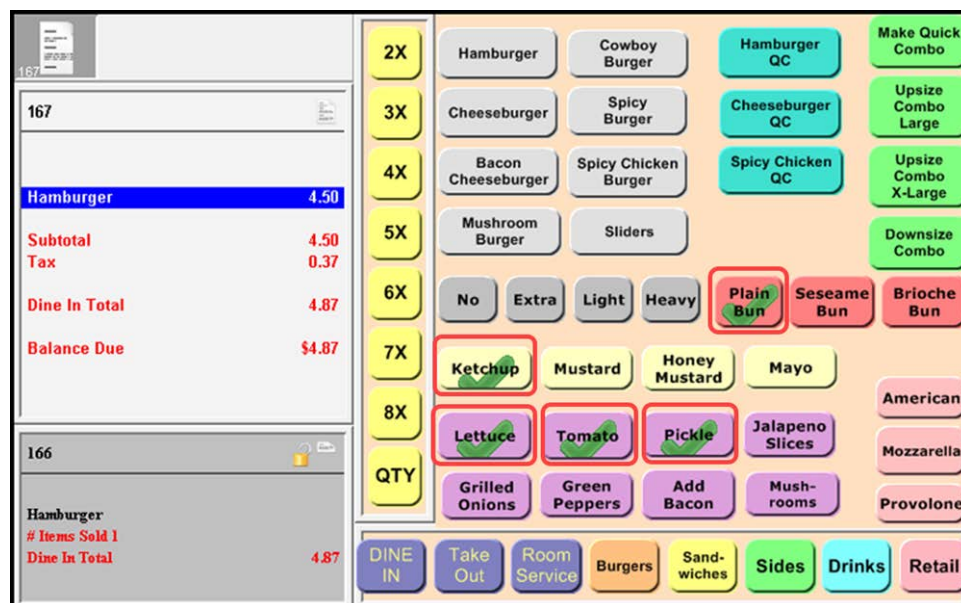 167
167
Hamburger 4.50
Subtotal 4.50
Tax 0.37
Dine In Total 4.87
Balance Due $4.87
166
Hamburger
# Items Sold 1
Dine In Total 4.87
2X
3X
4X
5X
6X
7X
8X
QTY
Hamburger
Cowboy
Burger
Hamburger
QC
Make Quick
Combo
Cheeseburger
Spicy
Burger
Cheeseburger
QC
Upsize
Combo
Large
Bacon
Cheeseburger
Spicy Chicken
Burger
Spicy Chicken
QC
Upsize
Combo
X-Large
Mushroom
Burger
Sliders
Downsize
Combo
No
Extra
Light
Heavy
Plain
Bun
Seseame
Bun
Brioche
Bun
Ketchup
Mustard
Honey
Mustard
Mayo
American
Lettuce
Tomato
Pickle
Jalapeno
Slices
Mozzarella
Grilled
Onions
Green
Peppers
Add
Bacon
Mush-
rooms
Provolone
DINE
IN
Take
Out
Room
Service
Burgers
Sand-
wiches
Sides
Drinks
Retail